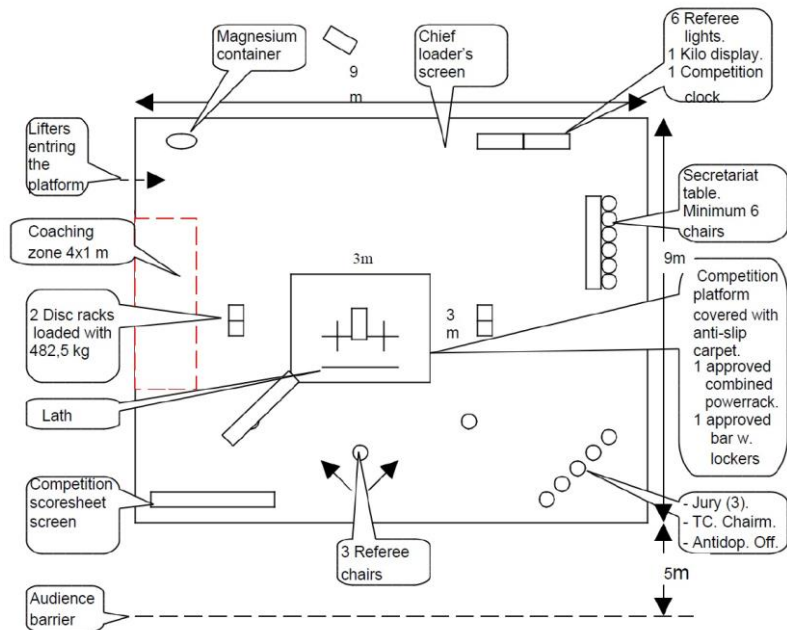 Magnesium
container
9
m
Chief
loader's
screen
6 Referee
lights.
1 Kilo display.
1 Competition
clock.
Lifters
entring
the
platform
Secretariat
table.
Minimum 6
chairs
Coaching
zone 4x1 m
3m
9m
2 Disc racks
loaded with
482,5 kg
3
m
Competition
platform
covered with
anti-slip
carpet.
1 approved
combined
powerrack.
1 approved
bar w.
lockers
Lath
Competition
scoresheet
screen
3 Referee
chairs
- Jury (3).
- TC. Chairm.
- Antidop. Off.
5m
Audience
barrier